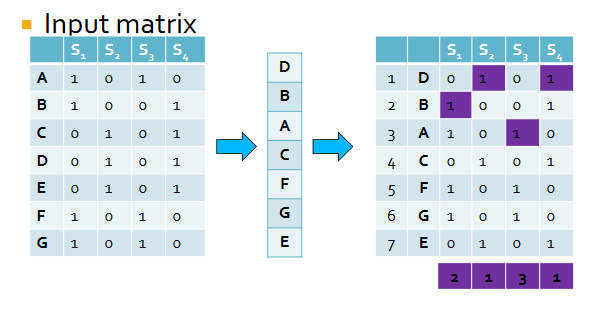 Input matrix
S1 S2 S3 S4
A 1 0 1 0
B 1 0 0 1
C 0 1 0 1
D 0 1 0 1
E 0 1 0 1
F 1 0 1 0
G 1 0 1 0
D
B
A
C
F
G
E
S1 S2 S3 S4
1 D 0 1 0 1
2 B 1 0 0 1
3 A 1 0 1 0
4 C 0 1 0 1
5 F 1 0 1 0
6 G 1 0 1 0
7 E 0 1 0 1
2 1 3 1